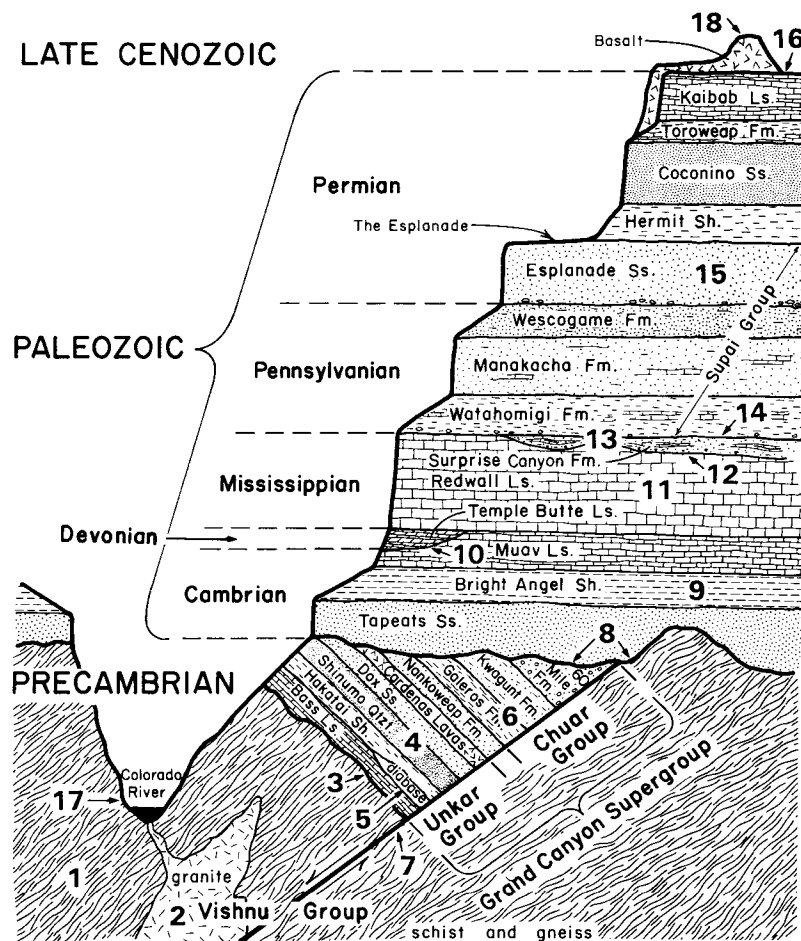 LATE CENOZOIC
18
16
Basalt
Kaibab Ls.
Toroweap Fm.
Coconino Ss.
Permian
Hermit Sh.
The Esplanade
Esplanade Ss.
15
Supai Group
Wescogame Fm.
PALEOZOIC
Pennsylvanian
Manakacha Fm.
Watahomigi Fm.
14
13
Surprise Canyon Fm.
12
Mississippian
Redwall Ls.
11
Temple Butte Ls.
Devonian
10
Muav Ls.
Cambrian
Bright Angel Sh.
9
Tapeats Ss.
8
PRECAMBRIAN
Bass Ls.
Hakatai Sh.
Shinumo Qtzt.
Dox Ss.
Cardenas Lavas
Nankoweap Fm.
Galeros Fm.
Kwagunt Fm.
60 Mile Fm.
6
4
diabase
3
5
7
Unkar Group
Chuar Group
Grand Canyon Supergroup
Colorado River
17
1
granite
2
Vishnu Group
schist and gneiss